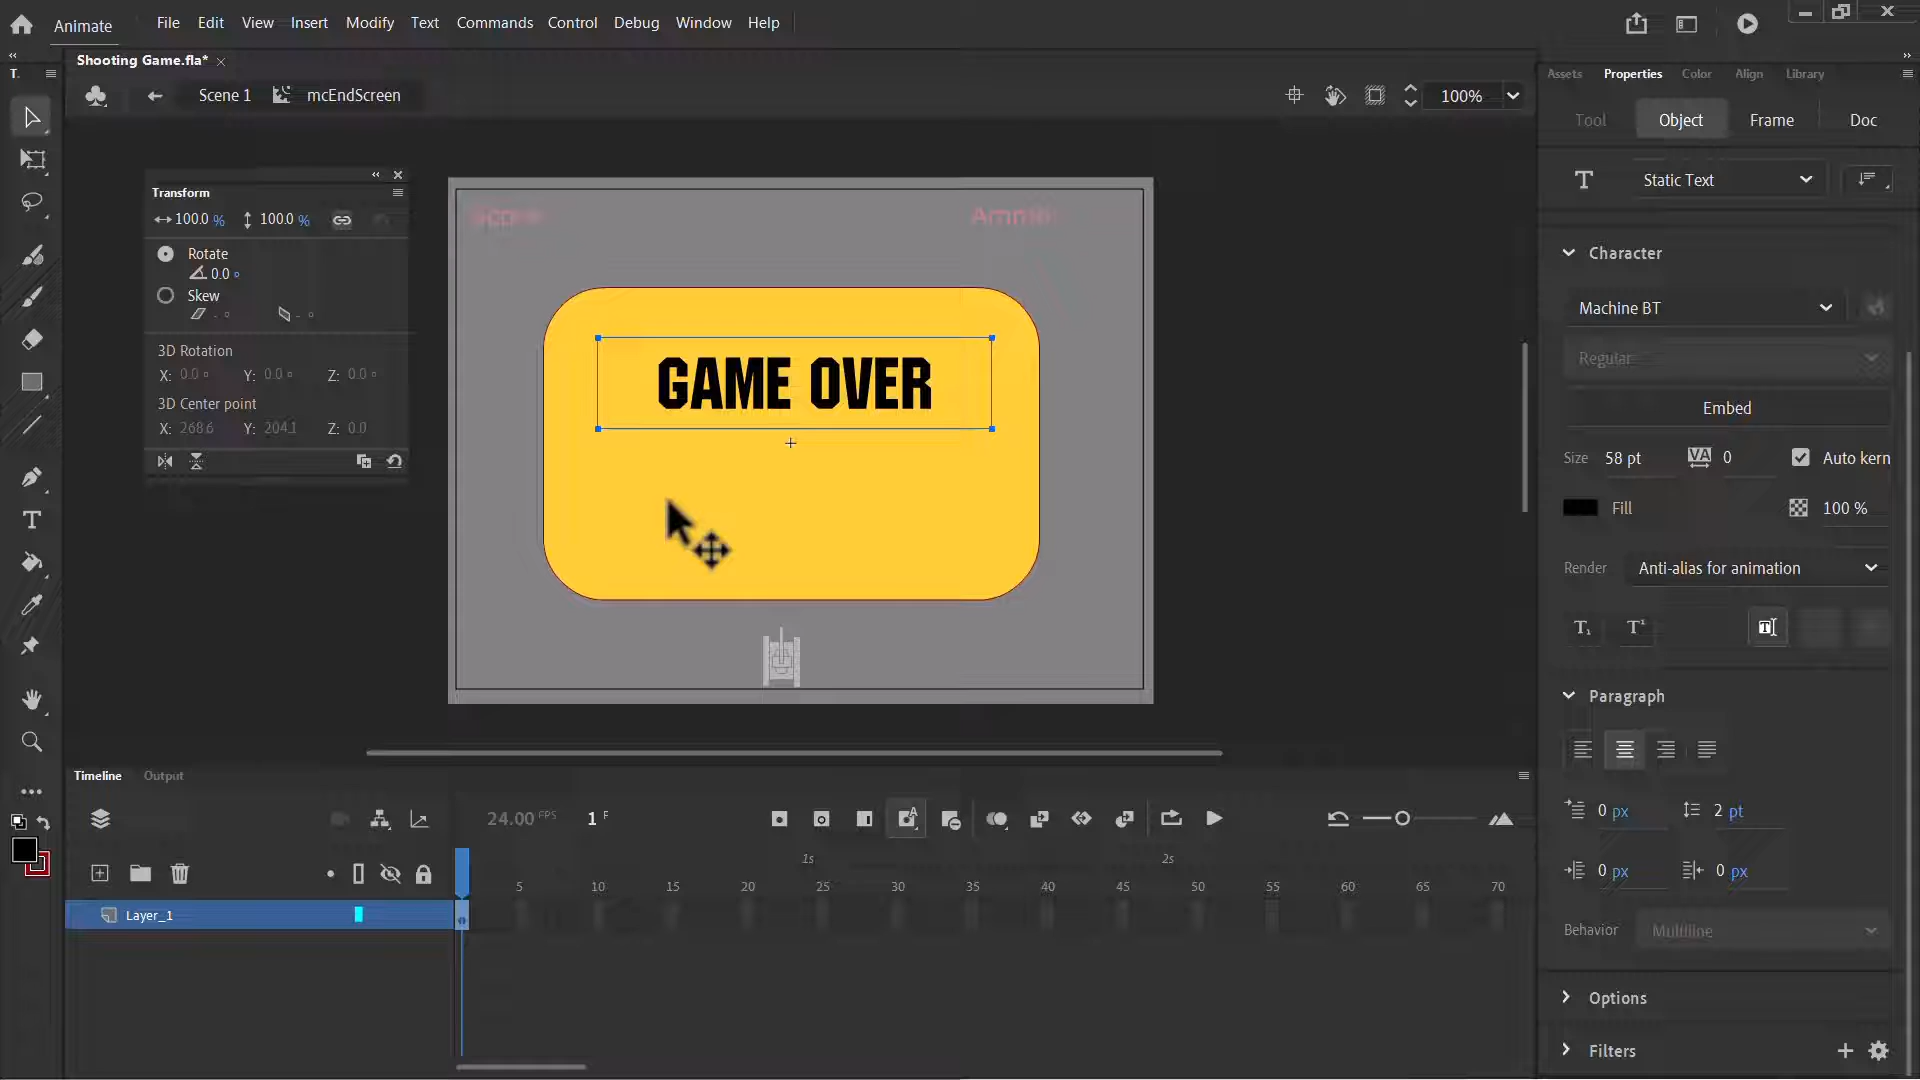 Animate File Edit View Insert Modify Text Commands Control Debug Window Help
Shooting Game.fla*
T.
Scene 1 mcEndScreen 100%
Assets Properties Color Align Library
Tool Object Frame Doc
Static Text
Transform
100.0 % 100.0 %
Rotate
0.0 °
Skew
- ° - °
3D Rotation
X: 0.0 ° Y: 0.0 ° Z: 0.0 °
3D Center point
X: 268.6 Y: 204.1 Z: 0.0
GAME OVER
Character
Machine BT
Regular
Embed
Size 58 pt VA 0 Auto kern
Fill 100 %
Render Anti-alias for animation
Paragraph
0 px 2 pt
0 px 0 px
Behavior Multiline
Options
Filters
Timeline Output
24.00 FPS 1 F
1s 2s
5 10 15 20 25 30 35 40 45 50 55 60 65 70
Layer_1